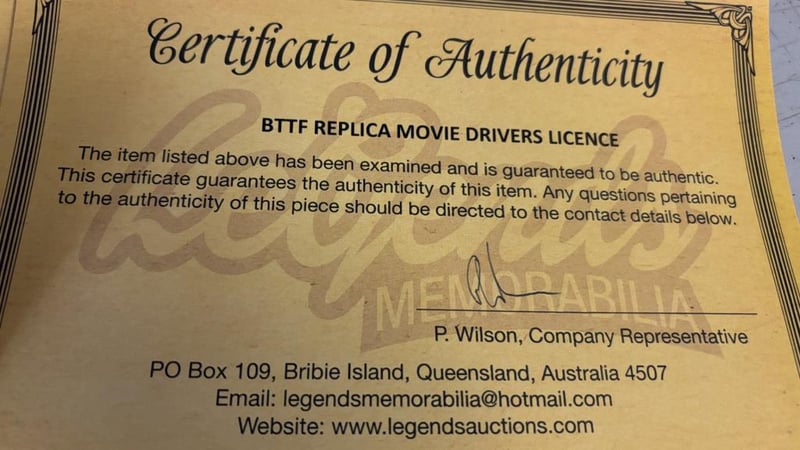 Certificate of Authenticity
BTTF REPLICA MOVIE DRIVERS LICENCE
The item listed above has been examined and is guaranteed to be authentic.
This certificate guarantees the authenticity of this item. Any questions pertaining
to the authenticity of this piece should be directed to the contact details below.
Legends
MEMORABILIA
P. Wilson, Company Representative
PO Box 109, Bribie Island, Queensland, Australia 4507
Email: legendsmemorabilia@hotmail.com
Website: www.legendsauctions.com